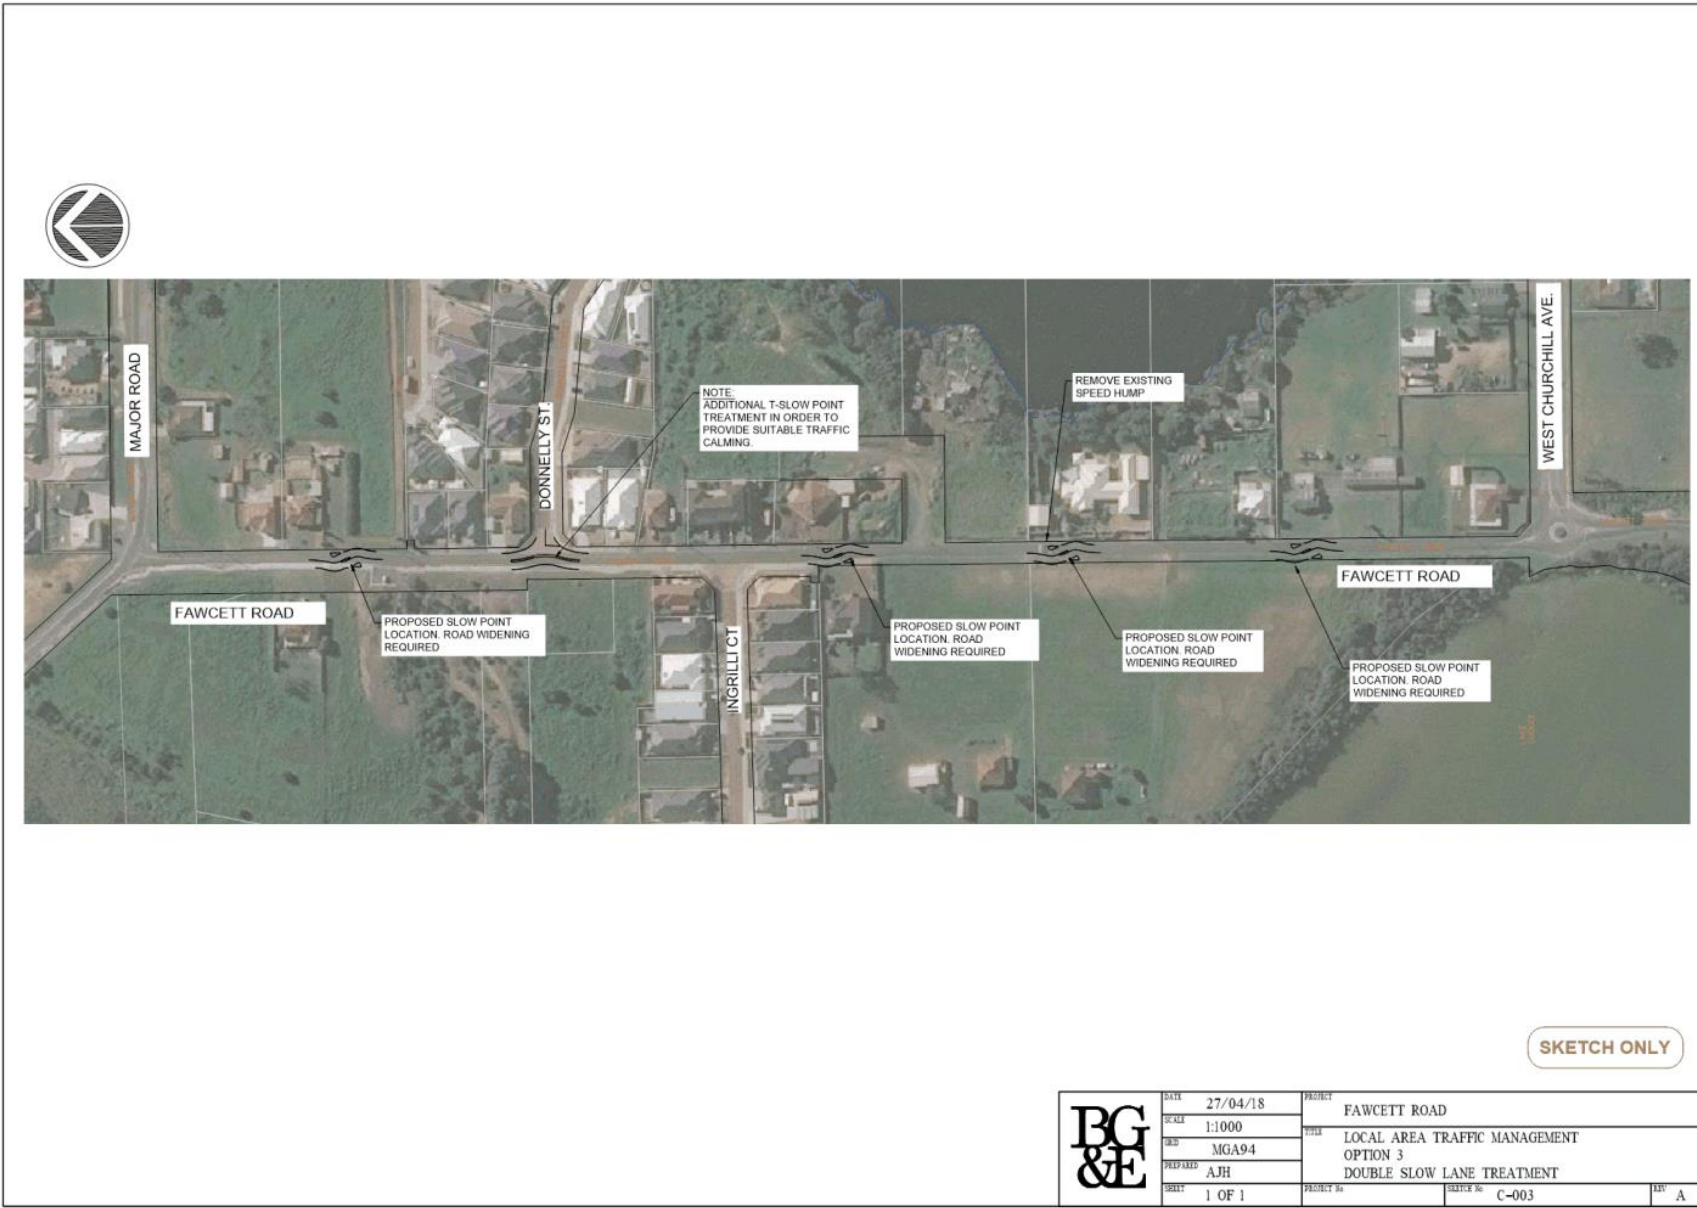 MAJOR ROAD
DONNELLY ST.
NOTE:
ADDITIONAL T-SLOW POINT
TREATMENT IN ORDER TO
PROVIDE SUITABLE TRAFFIC
CALMING.
REMOVE EXISTING
SPEED HUMP
WEST CHURCHILL AVE.
FAWCETT ROAD
PROPOSED SLOW POINT
LOCATION. ROAD WIDENING
REQUIRED
INGRILLI CT
PROPOSED SLOW POINT
LOCATION. ROAD
WIDENING REQUIRED
PROPOSED SLOW POINT
LOCATION. ROAD
WIDENING REQUIRED
FAWCETT ROAD
PROPOSED SLOW POINT
LOCATION. ROAD
WIDENING REQUIRED
SKETCH ONLY
BG
&E
DATE 27/04/18
SCALE 1:1000
GRID MGA94
PREPARED AJH
SHEET 1 OF 1
PROJECT FAWCETT ROAD
TITLE LOCAL AREA TRAFFIC MANAGEMENT
OPTION 3
DOUBLE SLOW LANE TREATMENT
PROJECT No
SKETCH No C-003
REV A